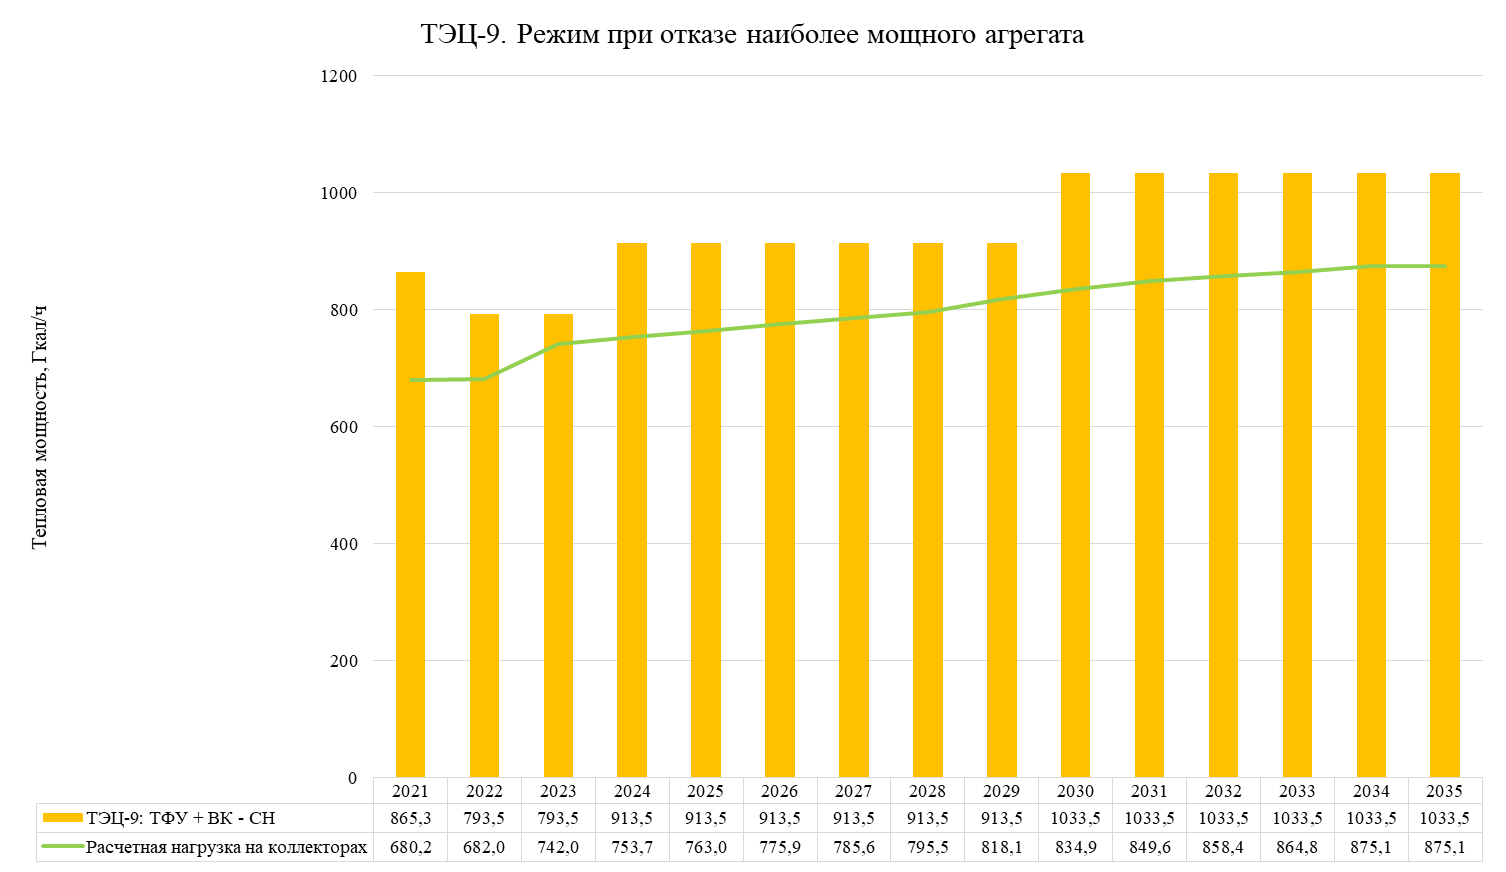 ТЭЦ-9. Режим при отказе наиболее мощного агрегата
Тепловая мощность, Гкал/ч
1200
1000
800
600
400
200
0
2021 2022 2023 2024 2025 2026 2027 2028 2029 2030 2031 2032 2033 2034 2035
ТЭЦ-9: ТФУ + ВК - СН 865,3 793,5 793,5 913,5 913,5 913,5 913,5 913,5 913,5 1033,5 1033,5 1033,5 1033,5 1033,5 1033,5
Расчетная нагрузка на коллекторах 680,2 682,0 742,0 753,7 763,0 775,9 785,6 795,5 818,1 834,9 849,6 858,4 864,8 875,1 875,1